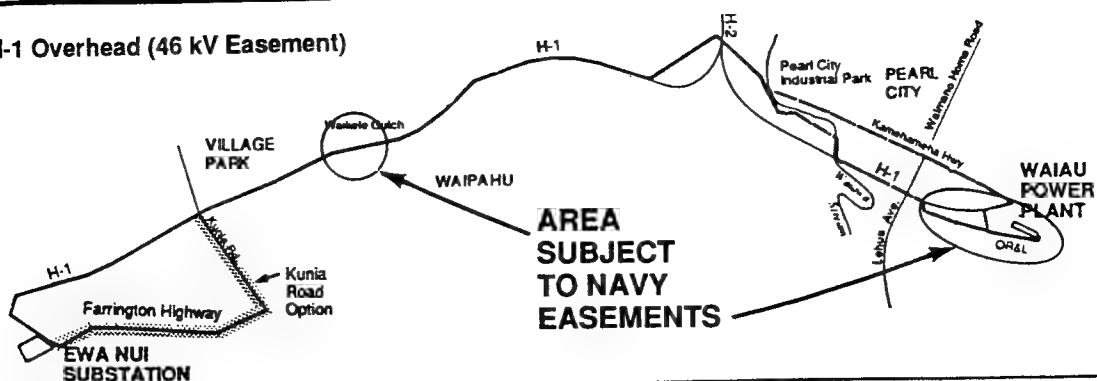 I-1 Overhead (46 kV Easement)
H-1
H-2
Pearl City
Industrial Park
PEARL
CITY
Waimano Home Road
Kamehameha Hwy
Waikele Gulch
VILLAGE
PARK
WAIPAHU
H-1
WAIAU
POWER
PLANT
AREA
SUBJECT
TO NAVY
EASEMENTS
Lehua Ave.
OR&L
Kunia Rd.
H-1
Kunia
Road
Option
Farrington Highway
EWA NUI
SUBSTATION